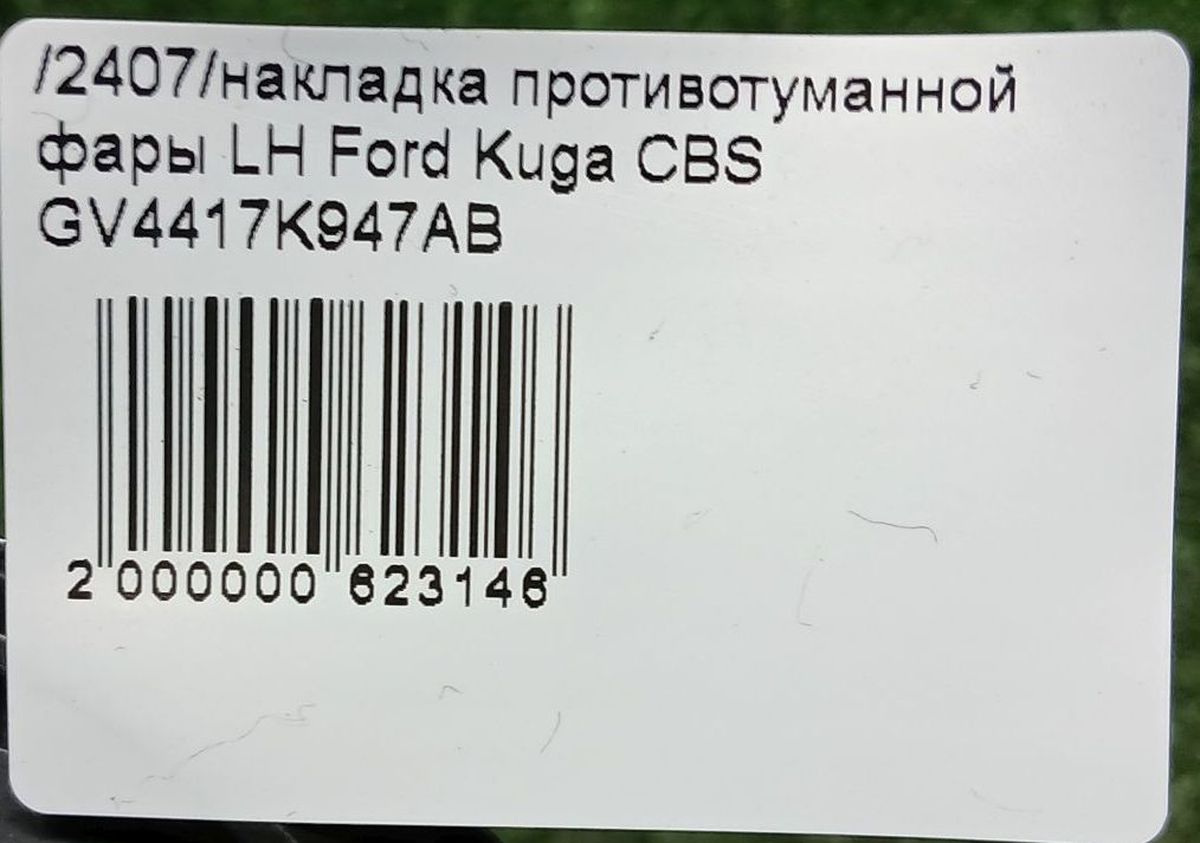 /2407/накладка противотуманной
фары LH Ford Kuga CBS
GV4417K947AB
2 000000 623146